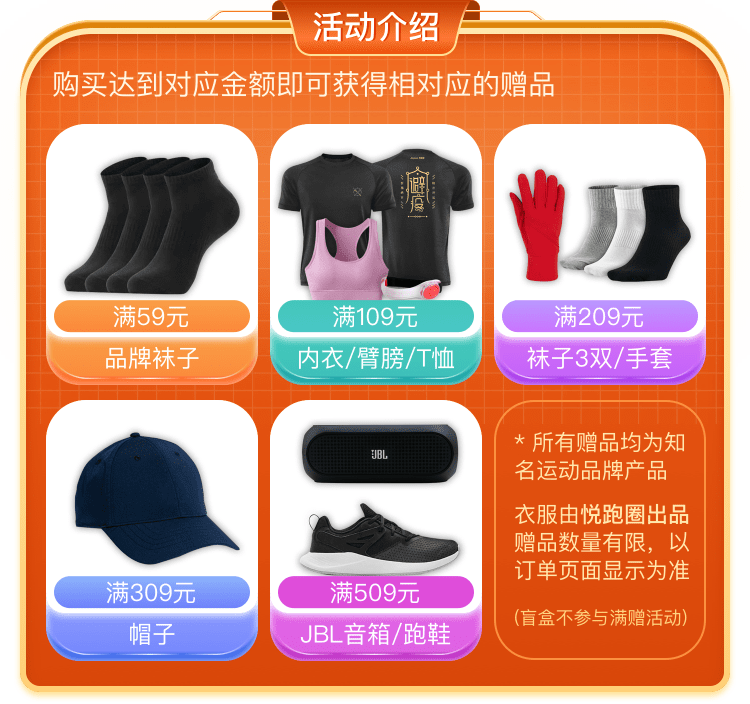 活动介绍
购买达到对应金额即可获得相对应的赠品
满59元
品牌袜子
避瘟
满109元
内衣/臂膀/T恤
满209元
袜子3双/手套
满309元
帽子
JBL
满509元
JBL音箱/跑鞋
* 所有赠品均为知
名运动品牌产品
衣服由悦跑圈出品
赠品数量有限，以
订单页面显示为准
(盲盒不参与满赠活动)